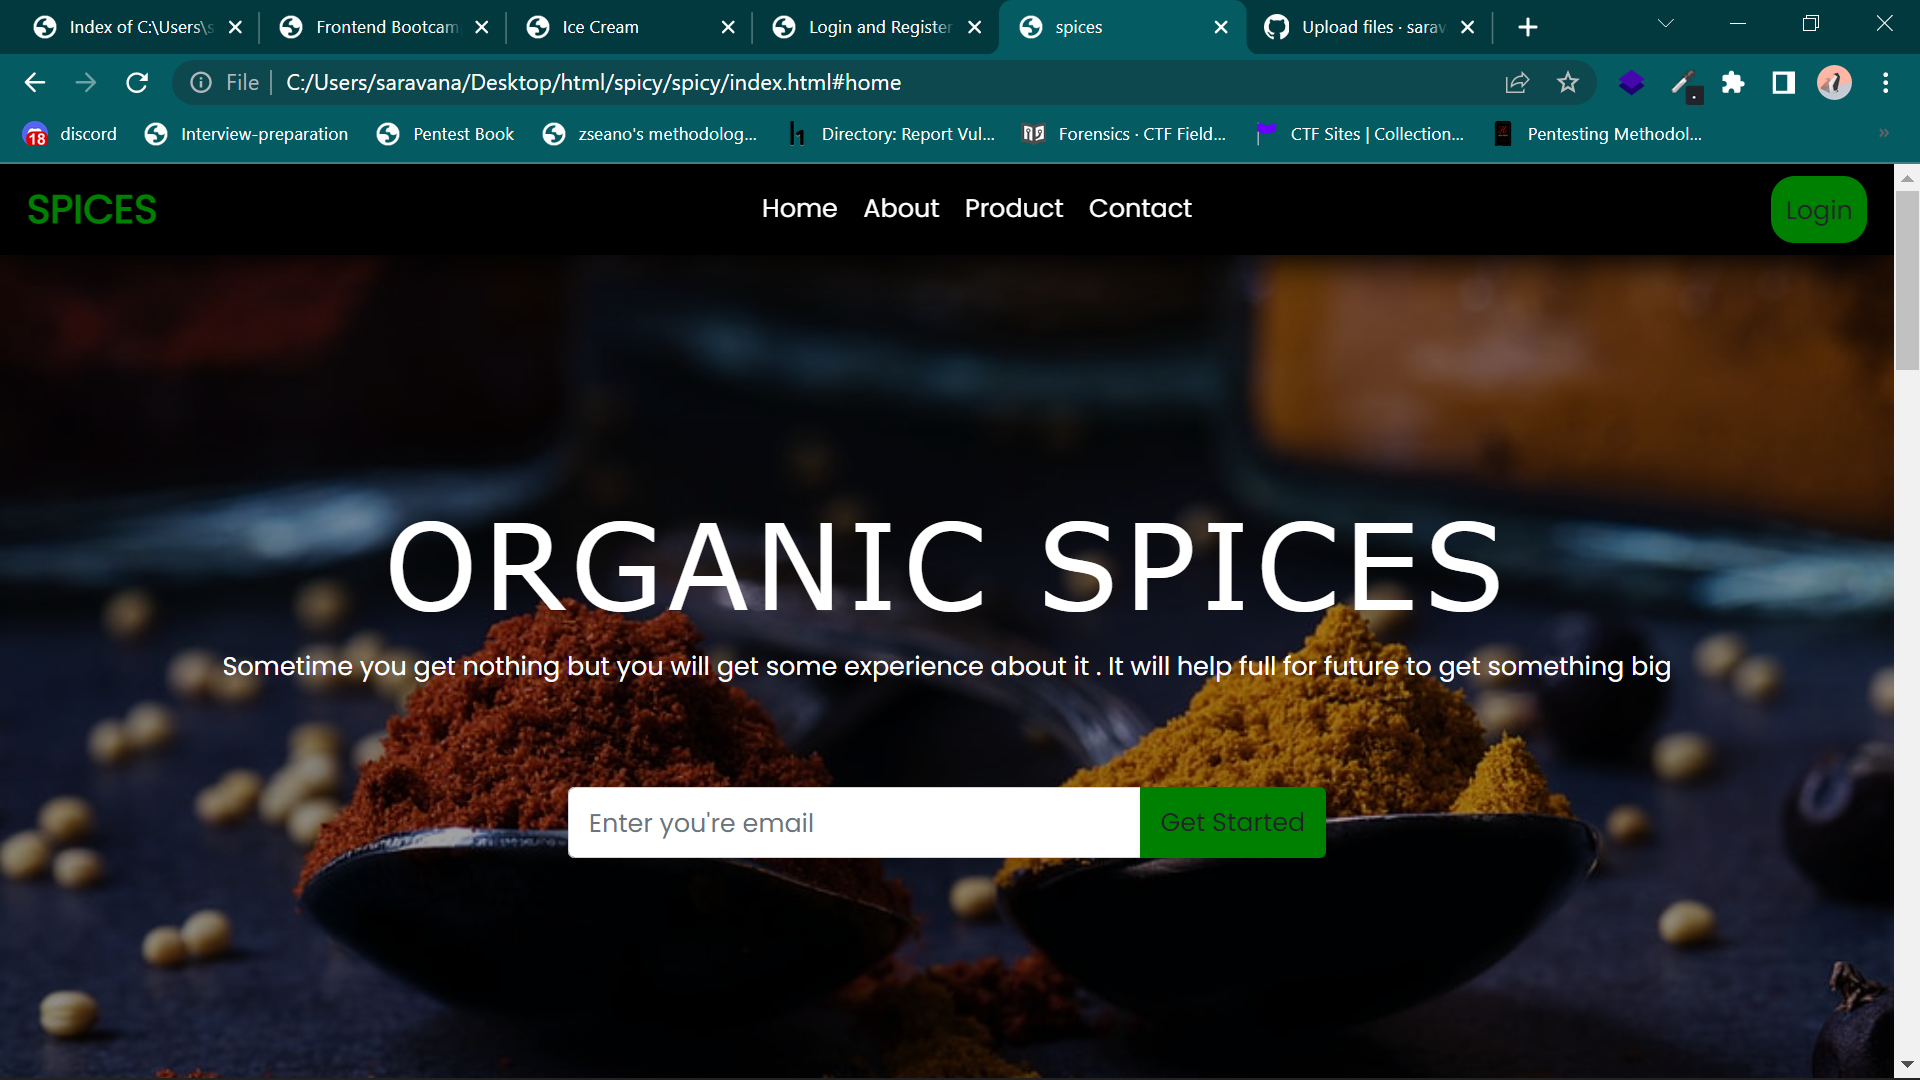 Index of C:\Users\s
Frontend Bootcam
Ice Cream
Login and Register
spices
Upload files · sarav
File
C:/Users/saravana/Desktop/html/spicy/spicy/index.html#home
18
discord
Interview-preparation
Pentest Book
zseano's methodolog...
h1
Directory: Report Vul...
Forensics · CTF Field...
CTF Sites | Collection...
Pentesting Methodol...
»
SPICES
Home
About
Product
Contact
Login
ORGANIC SPICES
Sometime you get nothing but you will get some experience about it . It will help full for future to get something big
Enter you're email
Get Started